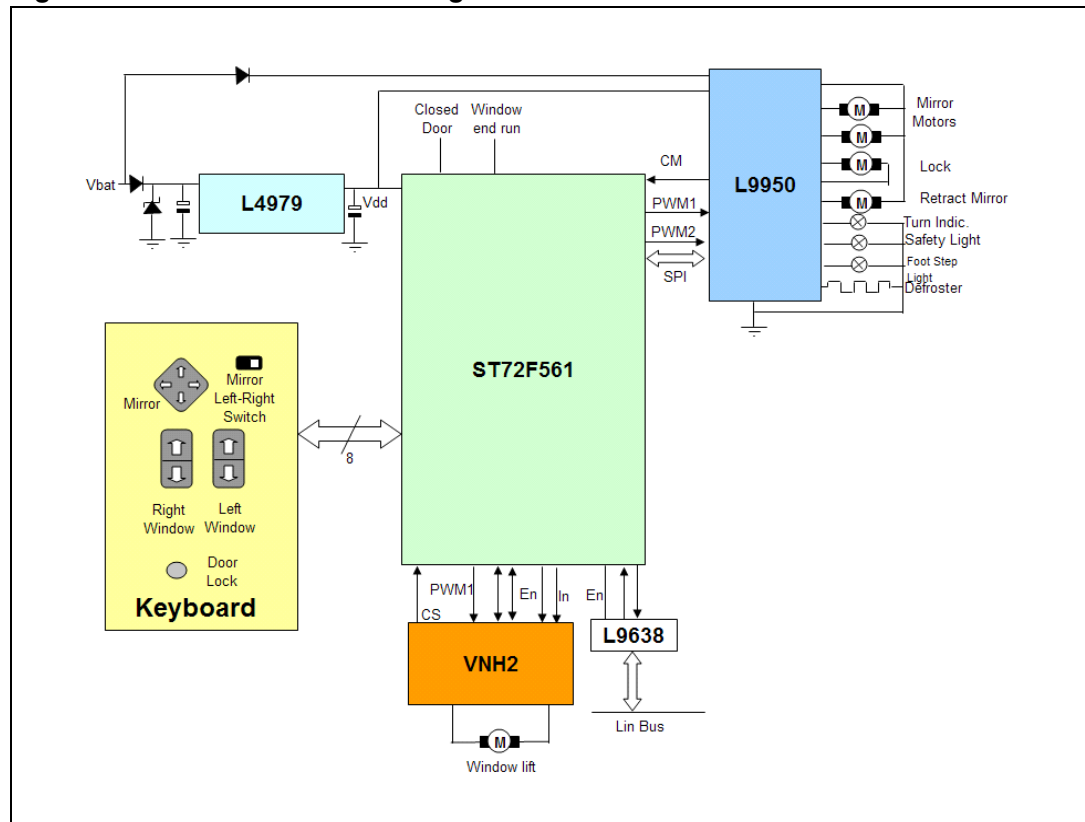 Closed
Door
Window
end run
Mirror
Motors
Lock
Retract Mirror
Turn Indic.
Safety Light
Foot Step
Light
Defroster
L9950
CM
PWM1
PWM2
SPI
Vbat
L4979
Vdd
ST72F561
Mirror
Mirror
Left-Right
Switch
Right
Window
Left
Window
Door
Lock
Keyboard
8
CS
PWM1
En
In
En
VNH2
L9638
Lin Bus
M
M
M
M
M
Window lift